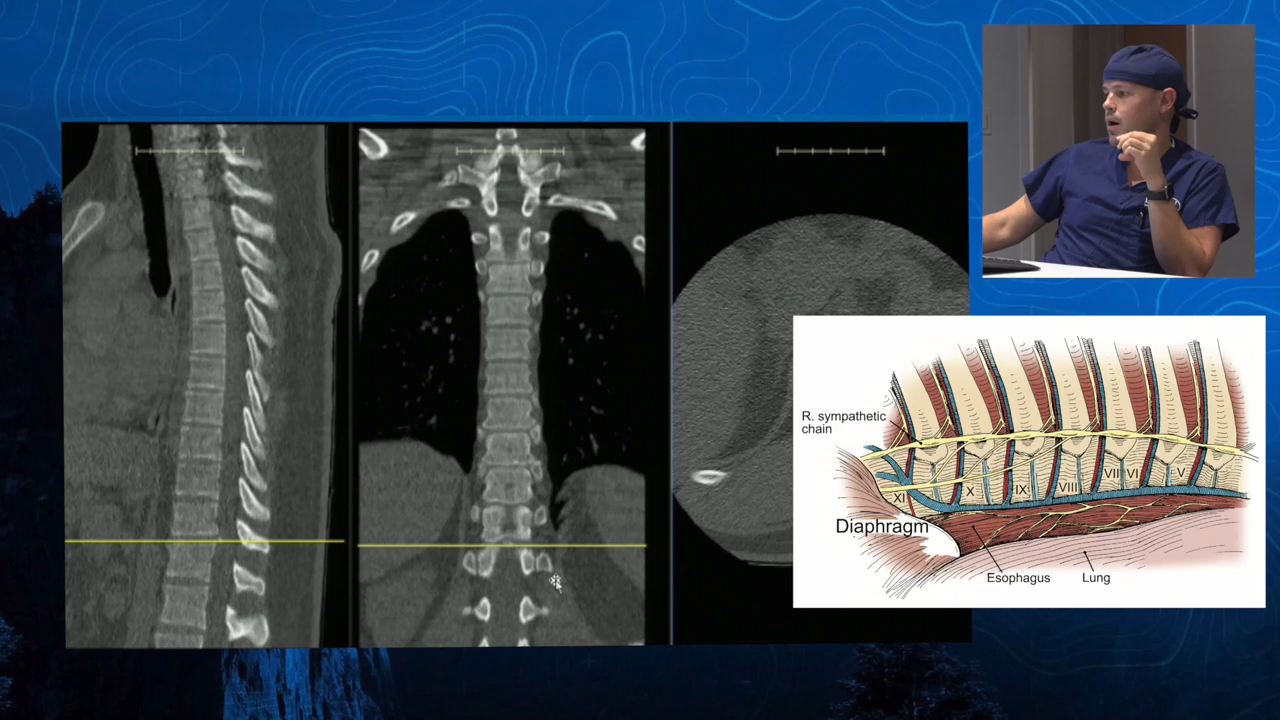 R. sympathetic
chain
XI
X
IX
VIII
VII
VI
V
Diaphragm
Esophagus
Lung